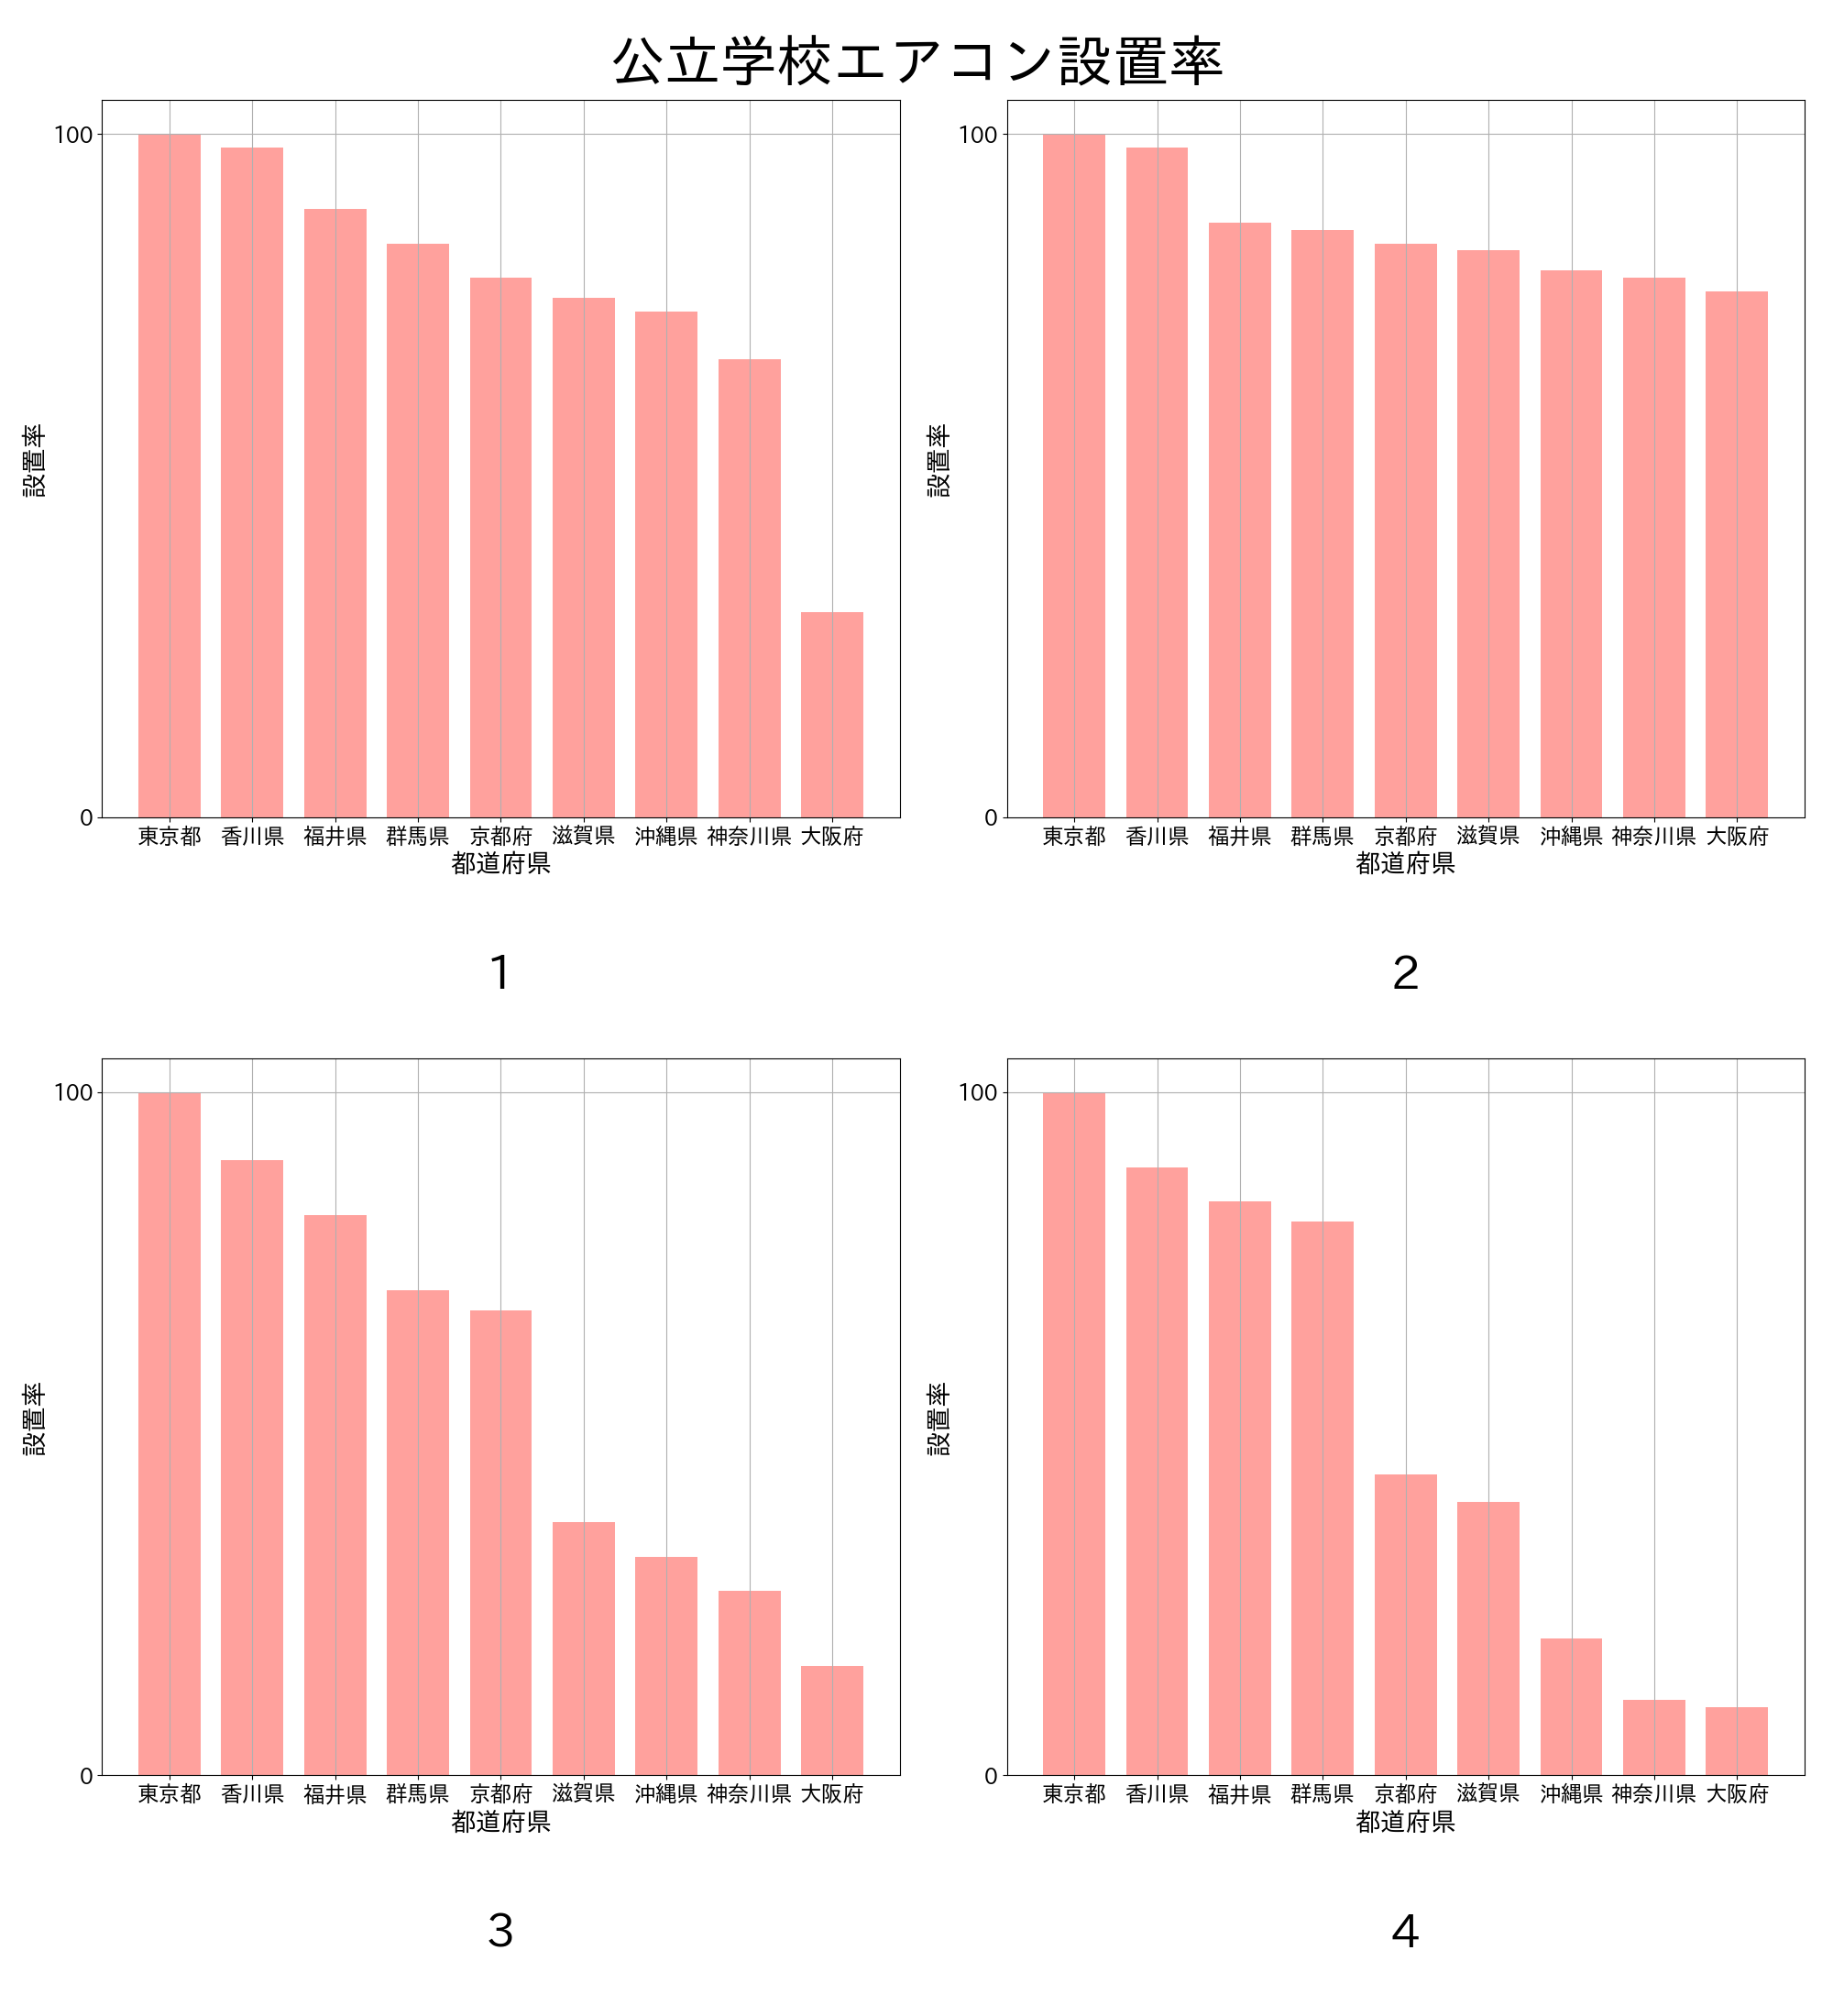 公立学校エアコン設置率
100
設置率
0
東京都 香川県 福井県 群馬県 京都府 滋賀県 沖縄県 神奈川県 大阪府
都道府県
1
100
設置率
0
東京都 香川県 福井県 群馬県 京都府 滋賀県 沖縄県 神奈川県 大阪府
都道府県
2
100
設置率
0
東京都 香川県 福井県 群馬県 京都府 滋賀県 沖縄県 神奈川県 大阪府
都道府県
3
100
設置率
0
東京都 香川県 福井県 群馬県 京都府 滋賀県 沖縄県 神奈川県 大阪府
都道府県
4